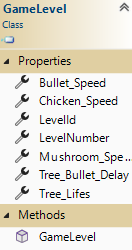 GameLevel
Class
Properties
Bullet_Speed
Chicken_Speed
LevelId
LevelNumber
Mushroom_Spe...
Tree_Bullet_Delay
Tree_Lifes
Methods
GameLevel